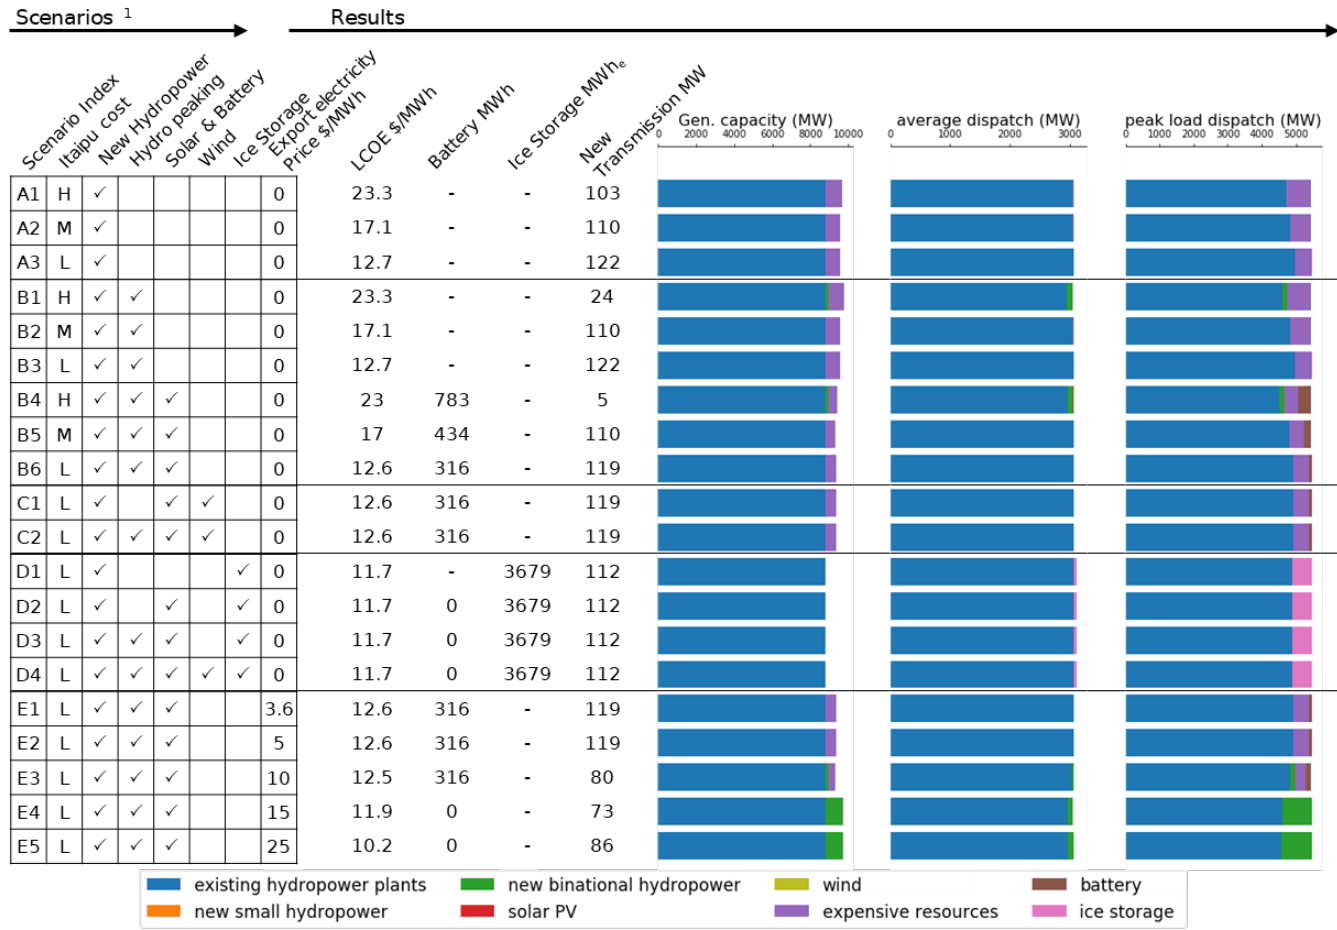 Scenarios 1
Results
Scenario Index
Itaipu cost
New Hydropower
Hydro peaking
Solar & Battery
Wind
Ice Storage
Export electricity
Price $/MWh
LCOE $/MWh
Battery MWh
Ice Storage MWhe
New
Transmission MW
Gen. capacity (MW)
0 2000 4000 6000 8000 10000
average dispatch (MW)
0 1000 2000 3000
peak load dispatch (MW)
0 1000 2000 3000 4000 5000
A1 H ✓ 0 23.3 - - 103
A2 M ✓ 0 17.1 - - 110
A3 L ✓ 0 12.7 - - 122
B1 H ✓ ✓ 0 23.3 - - 24
B2 M ✓ ✓ 0 17.1 - - 110
B3 L ✓ ✓ 0 12.7 - - 122
B4 H ✓ ✓ ✓ 0 23 783 - 5
B5 M ✓ ✓ ✓ 0 17 434 - 110
B6 L ✓ ✓ ✓ 0 12.6 316 - 119
C1 L ✓ ✓ ✓ 0 12.6 316 - 119
C2 L ✓ ✓ ✓ ✓ 0 12.6 316 - 119
D1 L ✓ ✓ 0 11.7 - 3679 112
D2 L ✓ ✓ ✓ 0 11.7 0 3679 112
D3 L ✓ ✓ ✓ ✓ 0 11.7 0 3679 112
D4 L ✓ ✓ ✓ ✓ ✓ 0 11.7 0 3679 112
E1 L ✓ ✓ ✓ 3.6 12.6 316 - 119
E2 L ✓ ✓ ✓ 5 12.6 316 - 119
E3 L ✓ ✓ ✓ 10 12.5 316 - 80
E4 L ✓ ✓ ✓ 15 11.9 0 - 73
E5 L ✓ ✓ ✓ 25 10.2 0 - 86
existing hydropower plants
new binational hydropower
wind
battery
new small hydropower
solar PV
expensive resources
ice storage